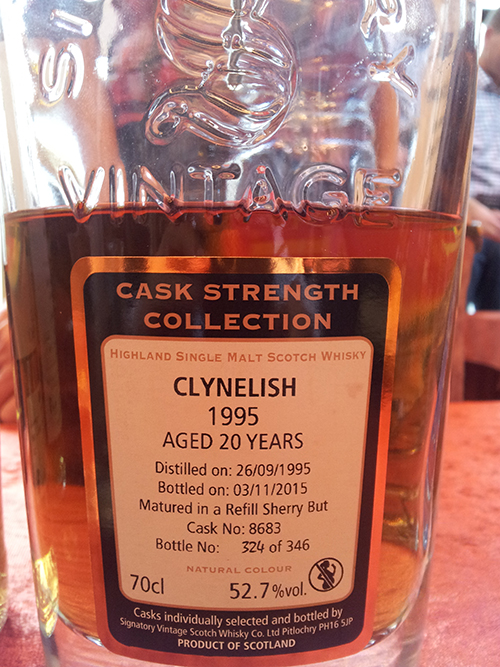 VINTAGE
CASK STRENGTH
COLLECTION
HIGHLAND SINGLE MALT SCOTCH WHISKY
CLYNELISH
1995
AGED 20 YEARS
Distilled on: 26/09/1995
Bottled on: 03/11/2015
Matured in a Refill Sherry But
Cask No: 8683
Bottle No: 324 of 346
NATURAL COLOUR
70cl 52.7%vol.
Casks individually selected and bottled by
Signatory Vintage Scotch Whisky Co. Ltd Pitlochry PH16 5JP
PRODUCT OF SCOTLAND